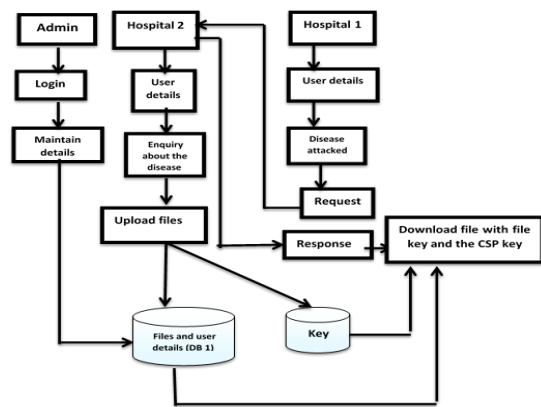 Admin
Hospital 2
Hospital 1
Login
User
details
User details
Maintain
details
Enquiry
about the
disease
Disease
attacked
Upload files
Request
Response
Download file with file
key and the CSP key
Files and user
details (DB 1)
Key